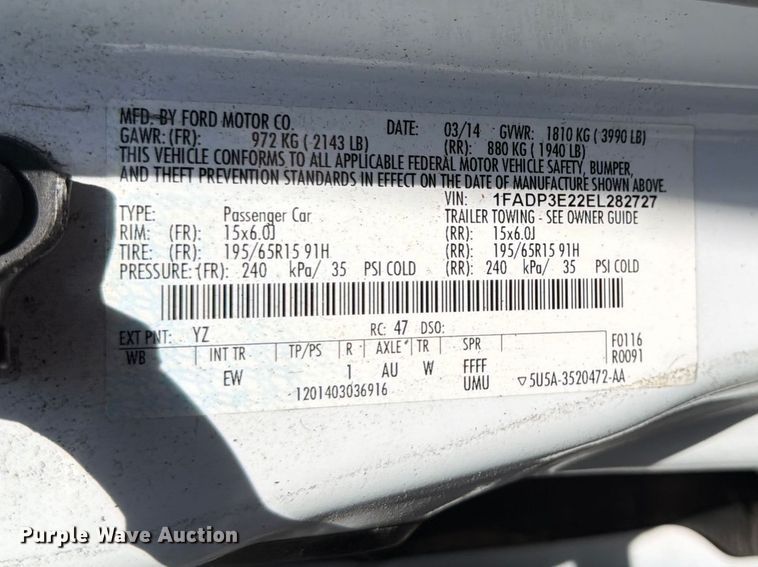 MFD. BY FORD MOTOR CO. DATE: 03/14 GVWR: 1810 KG ( 3990 LB)
GAWR: (FR): 972 KG ( 2143 LB) (RR): 880 KG ( 1940 LB)
THIS VEHICLE CONFORMS TO ALL APPLICABLE FEDERAL MOTOR VEHICLE SAFETY, BUMPER,
AND THEFT PREVENTION STANDARDS IN EFFECT ON THE DATE OF MANUFACTURE SHOWN ABOVE.
VIN: 1FADP3E22EL282727
TYPE: Passenger Car TRAILER TOWING - SEE OWNER GUIDE
RIM: (FR): 15x6.0J (RR): 15x6.0J
TIRE: (FR): 195/65R15 91H (RR): 195/65R15 91H
PRESSURE: (FR): 240 kPa/ 35 PSI COLD (RR): 240 kPa/ 35 PSI COLD
EXT PNT: YZ RC: 47 DSO: F0116
WB INT TR TP/PS R AXLE TR SPR R0091
EW 1 AU W FFFF
1201403036916 UMU ▽5U5A-3520472-AA
Purple Wave Auction